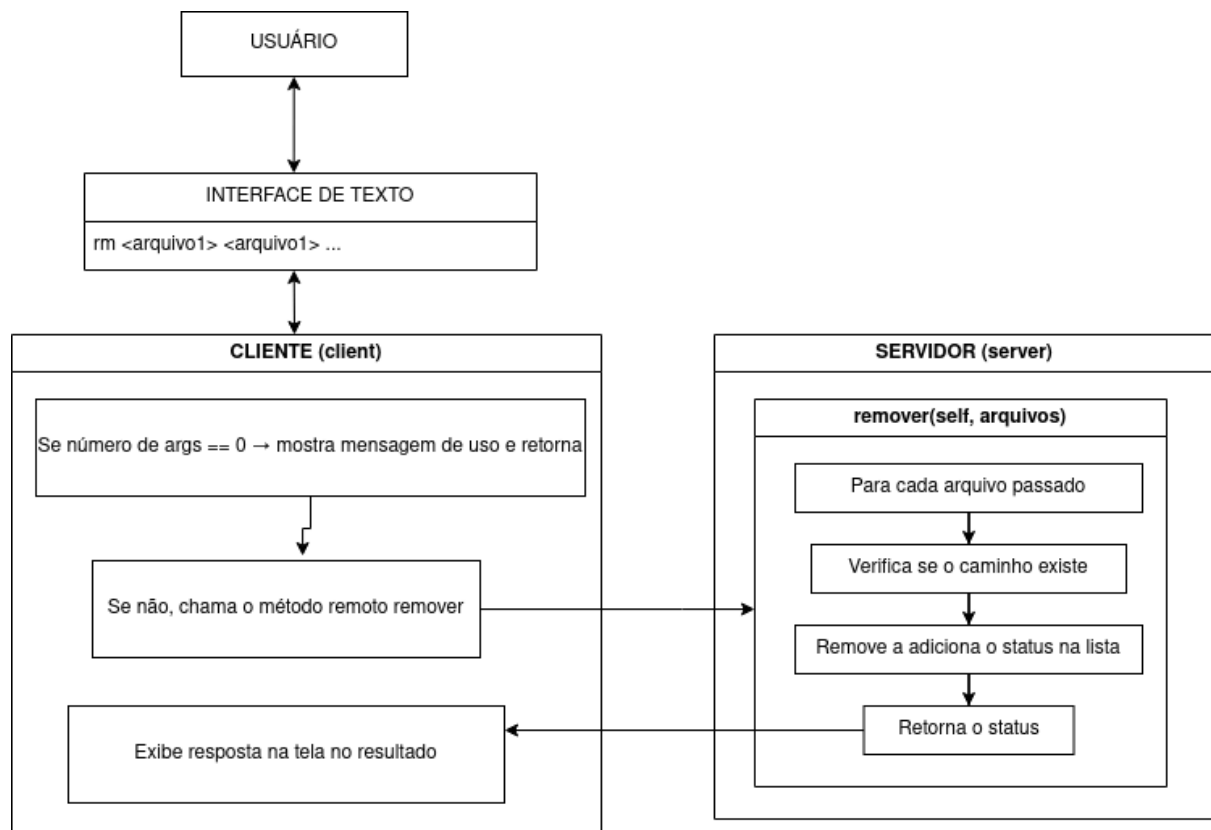 USUÁRIO
INTERFACE DE TEXTO
rm <arquivo1> <arquivo1> ...
CLIENTE (client)
Se número de args == 0 → mostra mensagem de uso e retorna
Se não, chama o método remoto remover
Exibe resposta na tela no resultado
SERVIDOR (server)
remover(self, arquivos)
Para cada arquivo passado
Verifica se o caminho existe
Remove a adiciona o status na lista
Retorna o status